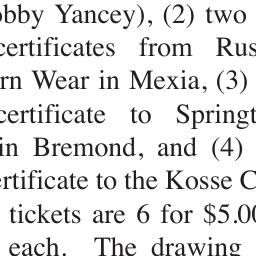 obby Yancey), (2) two
certificates from Rus
rn Wear in Mexia, (3)
certificate to Springt
in Bremond, and (4)
ertificate to the Kosse C
tickets are 6 for $5.00
each. The drawing